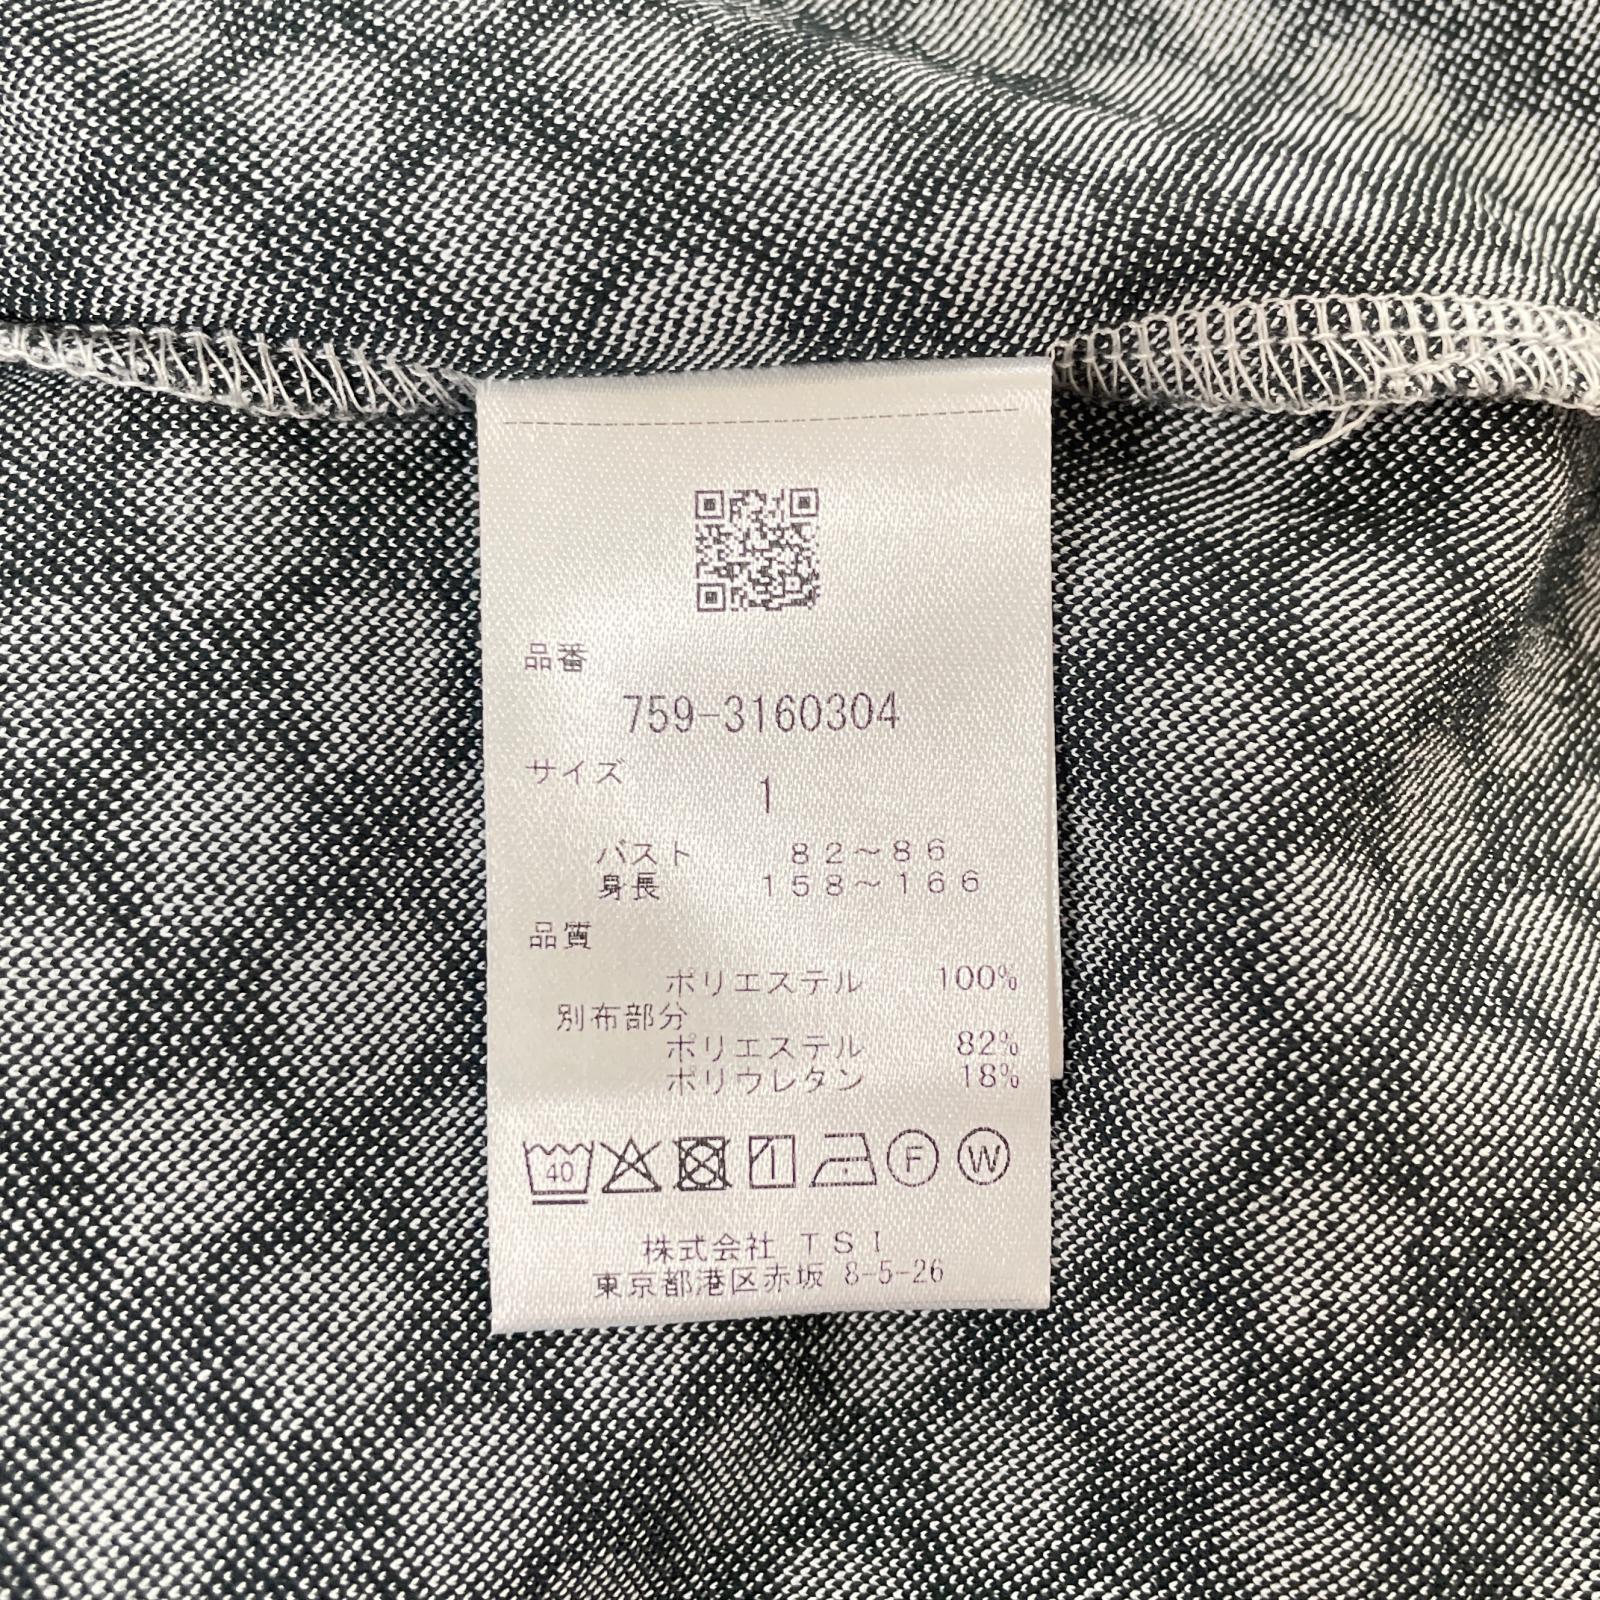 品番
759-3160304
サイズ
1
バスト 82～86
身長 158～166
品質
ポリエステル 100%
別布部分
ポリエステル 82%
ポリウレタン 18%
40 F W
株式会社 TSI
東京都港区赤坂 8-5-26